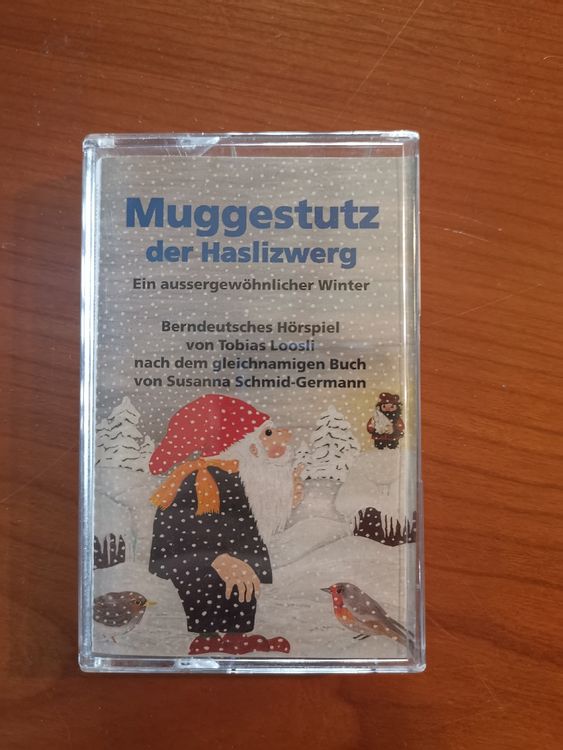 Muggestutz
der Haslizwerg
Ein aussergewöhnlicher Winter
Berndeutsches Hörspiel
von Tobias Loosli
nach dem gleichnamigen Buch
von Susanna Schmid-Germann